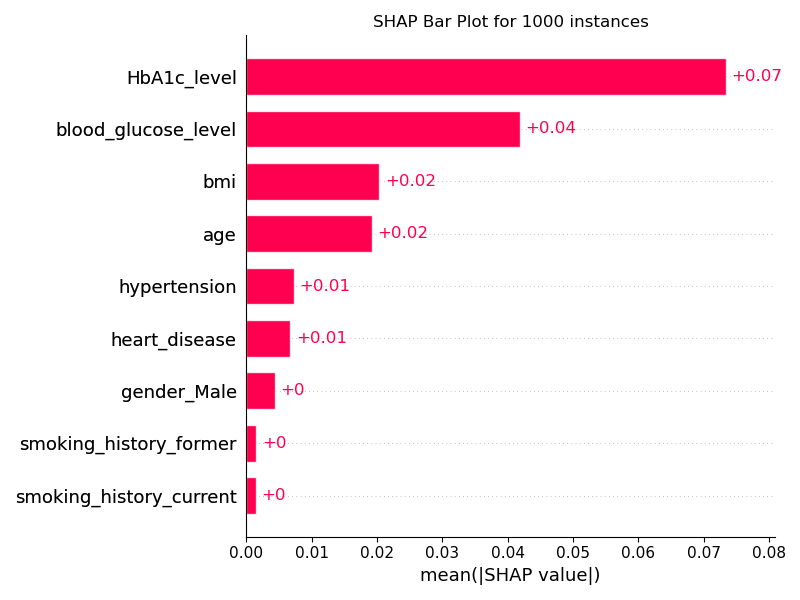 SHAP Bar Plot for 1000 instances
HbA1c_level
+0.07
blood_glucose_level
+0.04
bmi
+0.02
age
+0.02
hypertension
+0.01
heart_disease
+0.01
gender_Male
+0
smoking_history_former
+0
smoking_history_current
+0
0.00 0.01 0.02 0.03 0.04 0.05 0.06 0.07 0.08
mean(|SHAP value|)